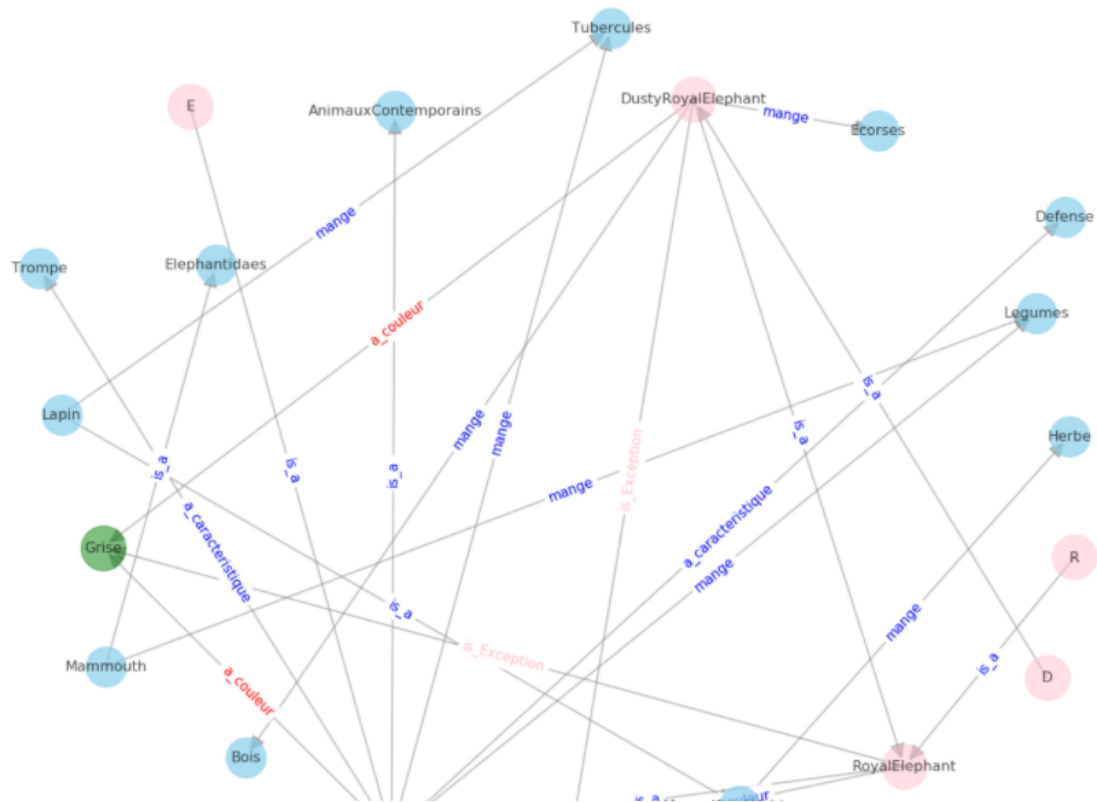 Tubercules
E
AnimauxContemporains
DustyRoyalElephant
mange
Ecorses
mange
Defense
Trompe
Elephantidaes
Legumes
a_couleur
is_a
Lapin
mange
mange
is_a
Herbe
is_a
is_a
is_a
is_Exception
mange
a_caracteristique
a_caracteristique
Grise
R
mange
is_a
mange
is_Exception
is_a
Mammouth
D
a_couleur
Bois
RoyalElephant
is_a